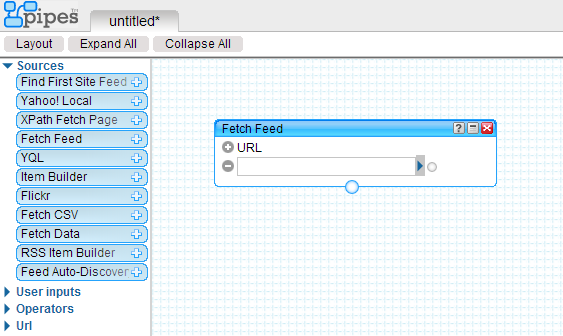 pipes™
untitled*
Layout
Expand All
Collapse All
Sources
Find First Site Feed
Yahoo! Local
XPath Fetch Page
Fetch Feed
YQL
Item Builder
Flickr
Fetch CSV
Fetch Data
RSS Item Builder
Feed Auto-Discover
User inputs
Operators
Url
Fetch Feed
?
URL